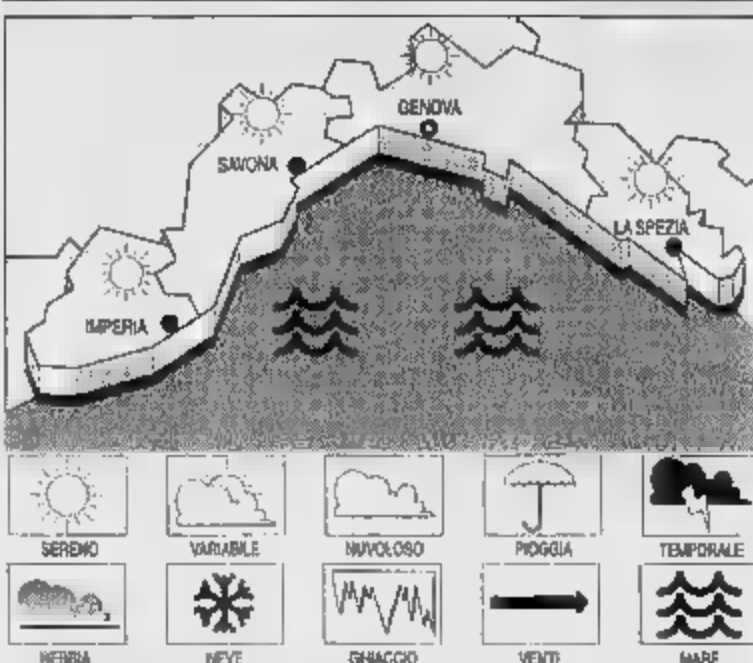 GENOVA
SAVONA
LA SPEZIA
IMPERIA
SERENO VARIABILE NUVOLOSO PIOGGIA TEMPORALE
NEBBIA NEVE GHIACCIO VENTI MARE